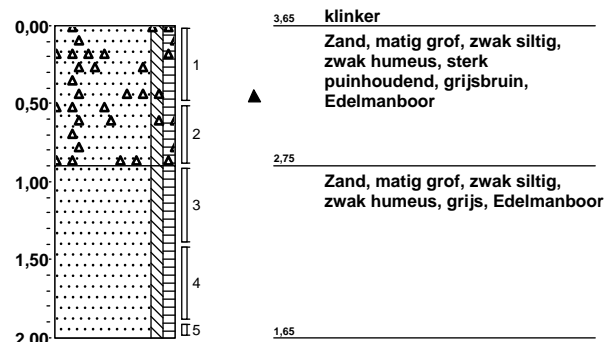 0,00
0,50
1,00
1,50
2,00
1
2
3
4
5
3,65 klinker
Zand, matig grof, zwak siltig,
zwak humeus, sterk
puinhoudend, grijsbruin,
Edelmanboor
2,75
Zand, matig grof, zwak siltig,
zwak humeus, grijs, Edelmanboor
1,65